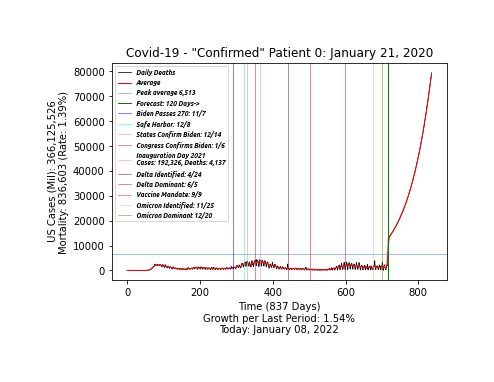 Covid-19 - "Confirmed" Patient 0: January 21, 2020
80000
70000
60000
50000
40000
30000
20000
10000
0
US Cases (Mil): 366,125,526
Mortality: 836,603 (Rate: 1.39%)
Daily Deaths
Average
Peak average 6,513
Forecast: 120 Days->
Biden Passes 270: 11/7
Safe Harbor: 12/8
States Confirm Biden: 12/14
Congress Confirms Biden: 1/6
Inauguration Day 2021
Cases: 192,326, Deaths: 4,137
Delta Identified: 4/24
Delta Dominant: 6/5
Vaccine Mandate: 9/9
Omicron Identified: 11/25
Omicron Dominant 12/20
0 200 400 600 800
Time (837 Days)
Growth per Last Period: 1.54%
Today: January 08, 2022